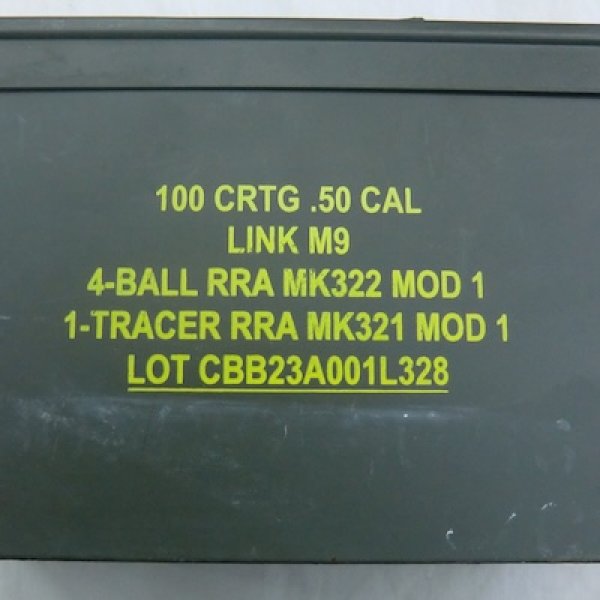 100 CRTG .50 CAL
LINK M9
4-BALL RRA MK322 MOD 1
1-TRACER RRA MK321 MOD 1
LOT CBB23A001L328